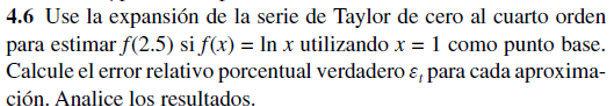 4.6 Use la expansión de la serie de Taylor de cero al cuarto orden
para estimar f(2.5) si f(x) = ln x utilizando x = 1 como punto base.
Calcule el error relativo porcentual verdadero εt para cada aproxima-
ción. Analice los resultados.